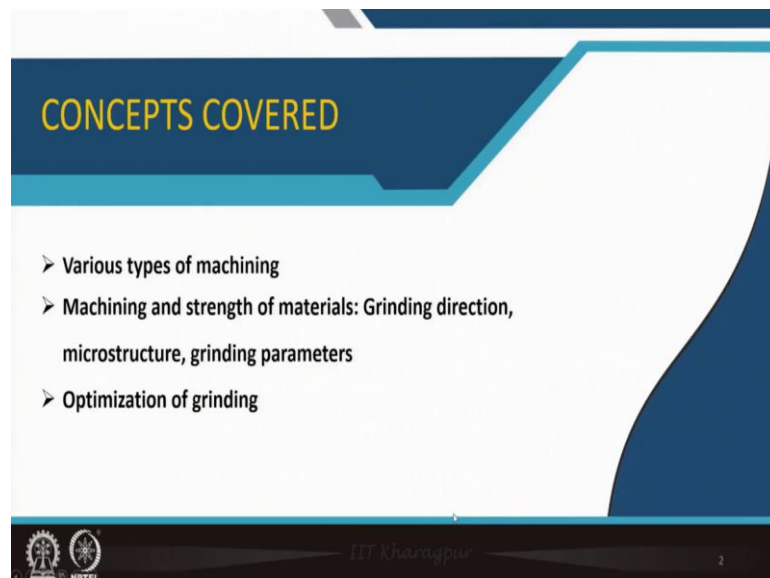 CONCEPTS COVERED
➢ Various types of machining
➢ Machining and strength of materials: Grinding direction,
microstructure, grinding parameters
➢ Optimization of grinding
IIT Kharagpur
NPTEL
2